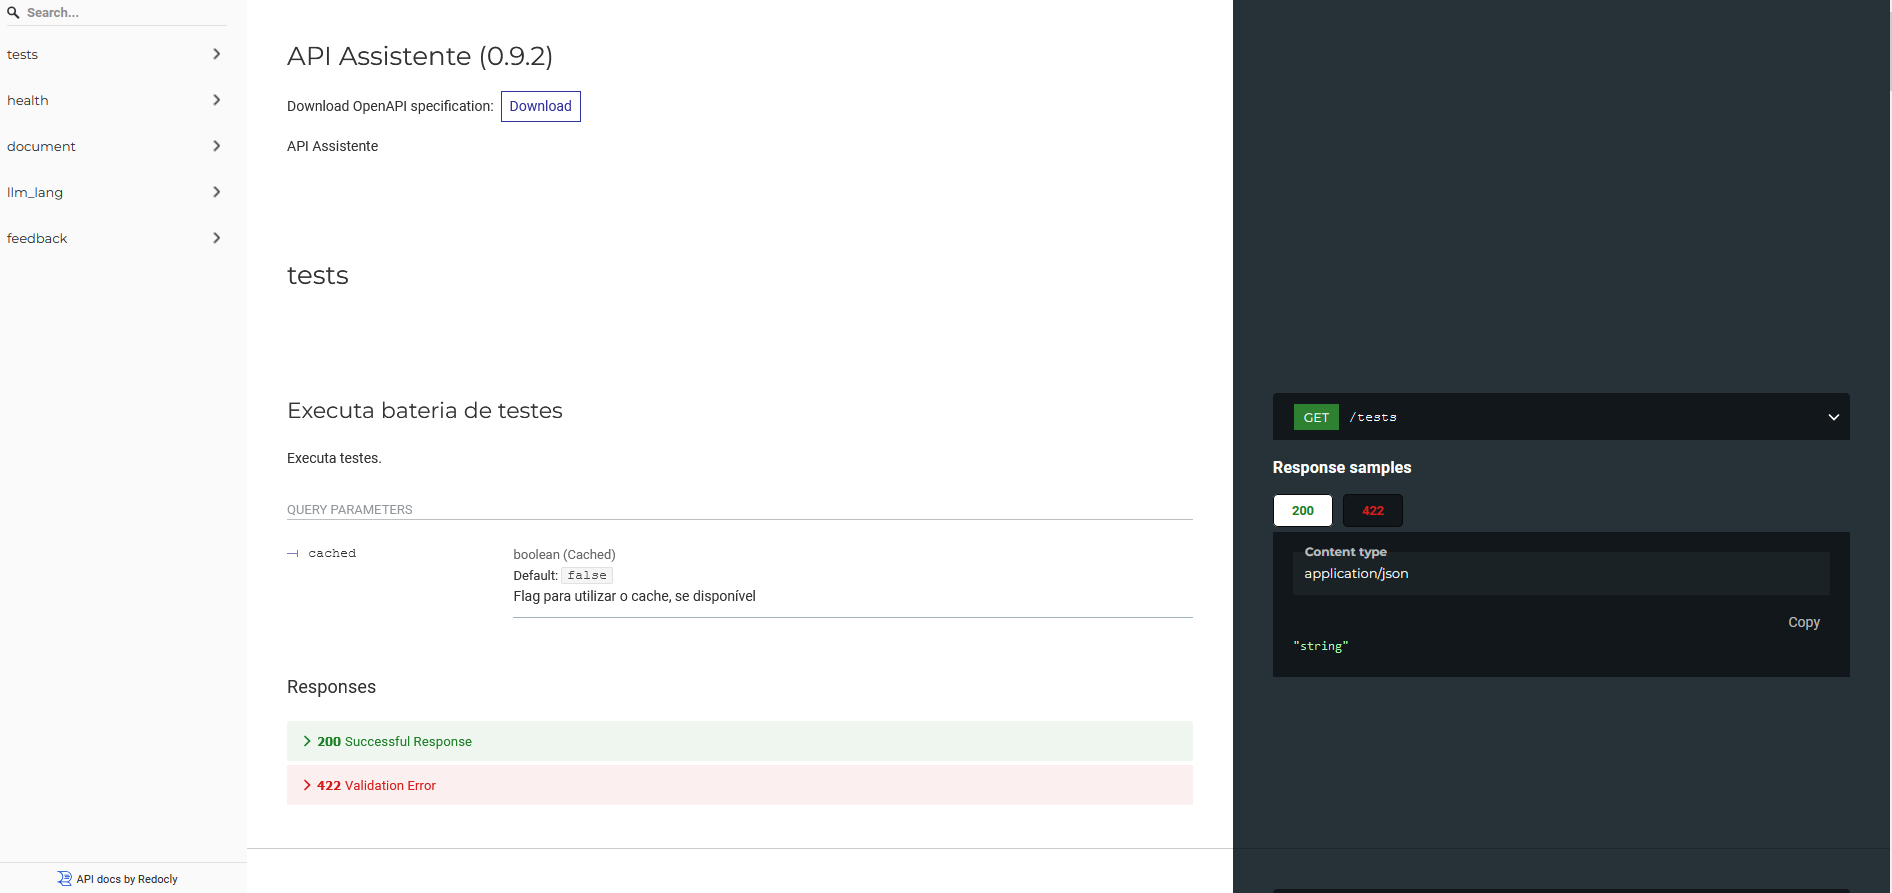 Search...
tests
health
document
llm_lang
feedback
API docs by Redocly
API Assistente (0.9.2)
Download OpenAPI specification: Download
API Assistente
tests
Executa bateria de testes
Executa testes.
QUERY PARAMETERS
cached
boolean (Cached)
Default: false
Flag para utilizar o cache, se disponível
Responses
200 Successful Response
422 Validation Error
GET /tests
Response samples
200 422
Content type
application/json
Copy
"string"